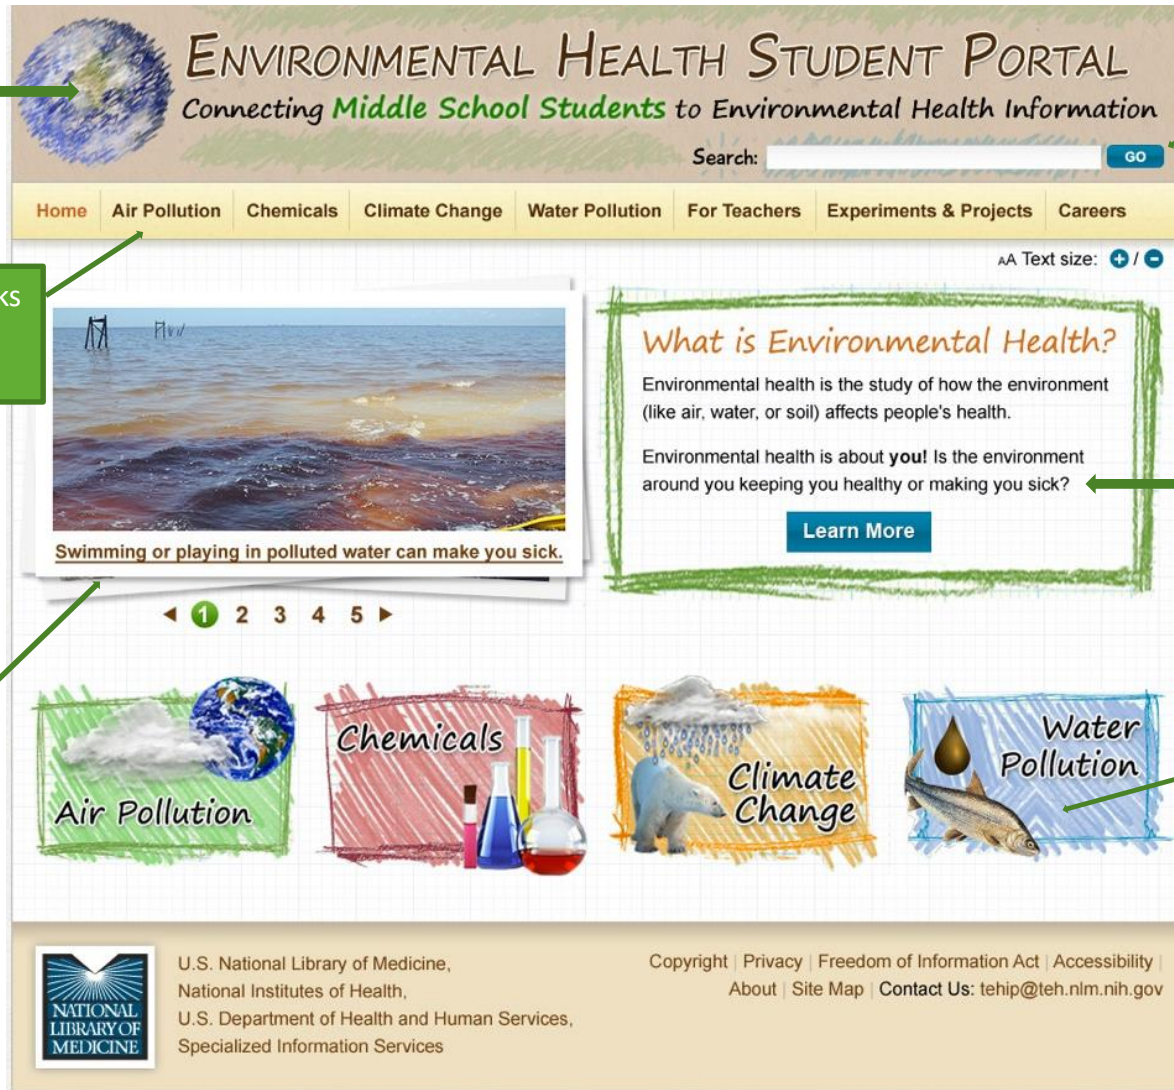 ENVIRONMENTAL HEALTH STUDENT PORTAL
Connecting Middle School Students to Environmental Health Information
Search: GO
Home Air Pollution Chemicals Climate Change Water Pollution For Teachers Experiments & Projects Careers
AA Text size: + / -
What is Environmental Health?
Environmental health is the study of how the environment
(like air, water, or soil) affects people's health.
Environmental health is about you! Is the environment
around you keeping you healthy or making you sick?
Learn More
Swimming or playing in polluted water can make you sick.
1 2 3 4 5
Air Pollution
Chemicals
Climate
Change
Water
Pollution
NATIONAL
LIBRARY OF
MEDICINE
U.S. National Library of Medicine,
National Institutes of Health,
U.S. Department of Health and Human Services,
Specialized Information Services
Copyright | Privacy | Freedom of Information Act | Accessibility |
About | Site Map | Contact Us: tehip@teh.nlm.nih.gov